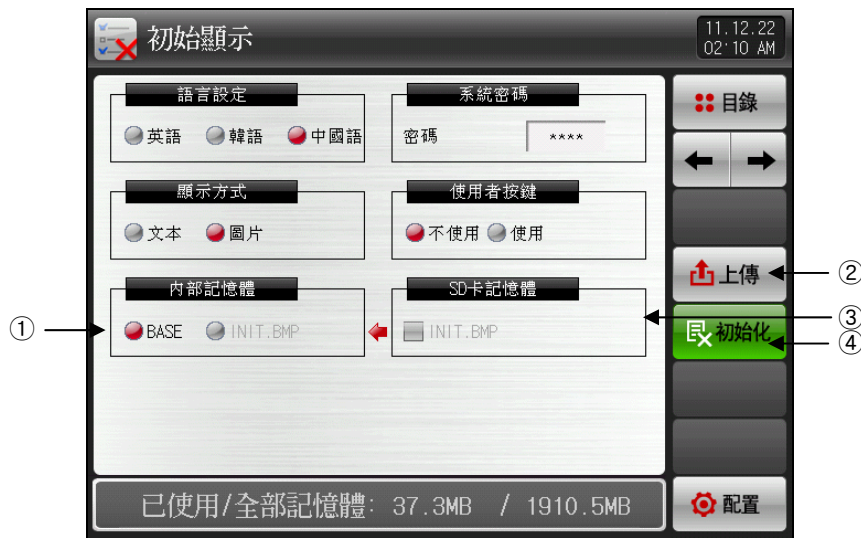 初始顯示
11.12.22
02:10 AM
語言設定
系統密碼
英語 韓語 中國語
密碼 ****
顯示方式
使用者按鍵
文本 圖片
不使用 使用
內部記憶體
SD卡記憶體
BASE INIT.BMP
INIT.BMP
已使用/全部記憶體: 37.3MB / 1910.5MB
目錄
上傳
初始化
配置
①
②
③
④